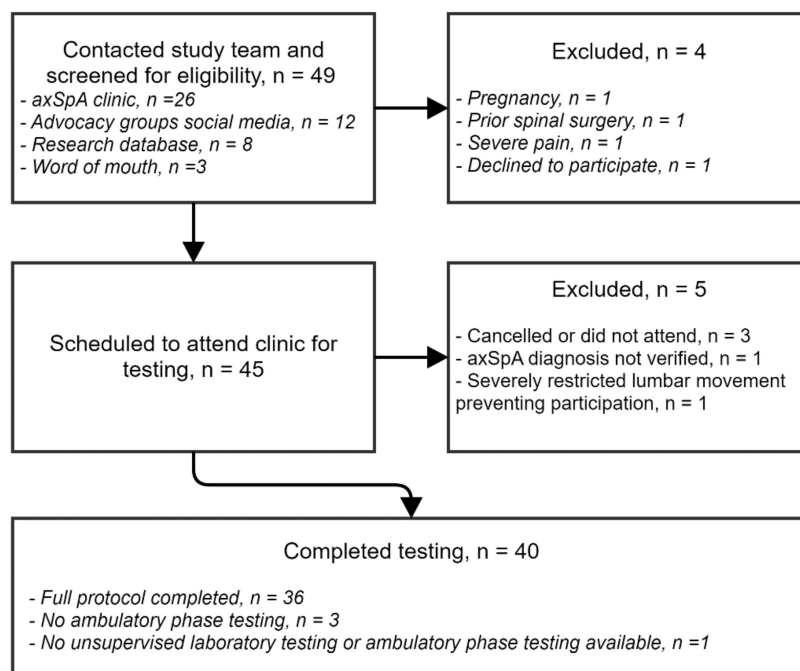 Contacted study team and
screened for eligibility, n = 49
- axSpA clinic, n =26
- Advocacy groups social media, n = 12
- Research database, n = 8
- Word of mouth, n =3
Excluded, n = 4
- Pregnancy, n = 1
- Prior spinal surgery, n = 1
- Severe pain, n = 1
- Declined to participate, n = 1
Scheduled to attend clinic for
testing, n = 45
Excluded, n = 5
- Cancelled or did not attend, n = 3
- axSpA diagnosis not verified, n = 1
- Severely restricted lumbar movement
preventing participation, n = 1
Completed testing, n = 40
- Full protocol completed, n = 36
- No ambulatory phase testing, n = 3
- No unsupervised laboratory testing or ambulatory phase testing available, n =1